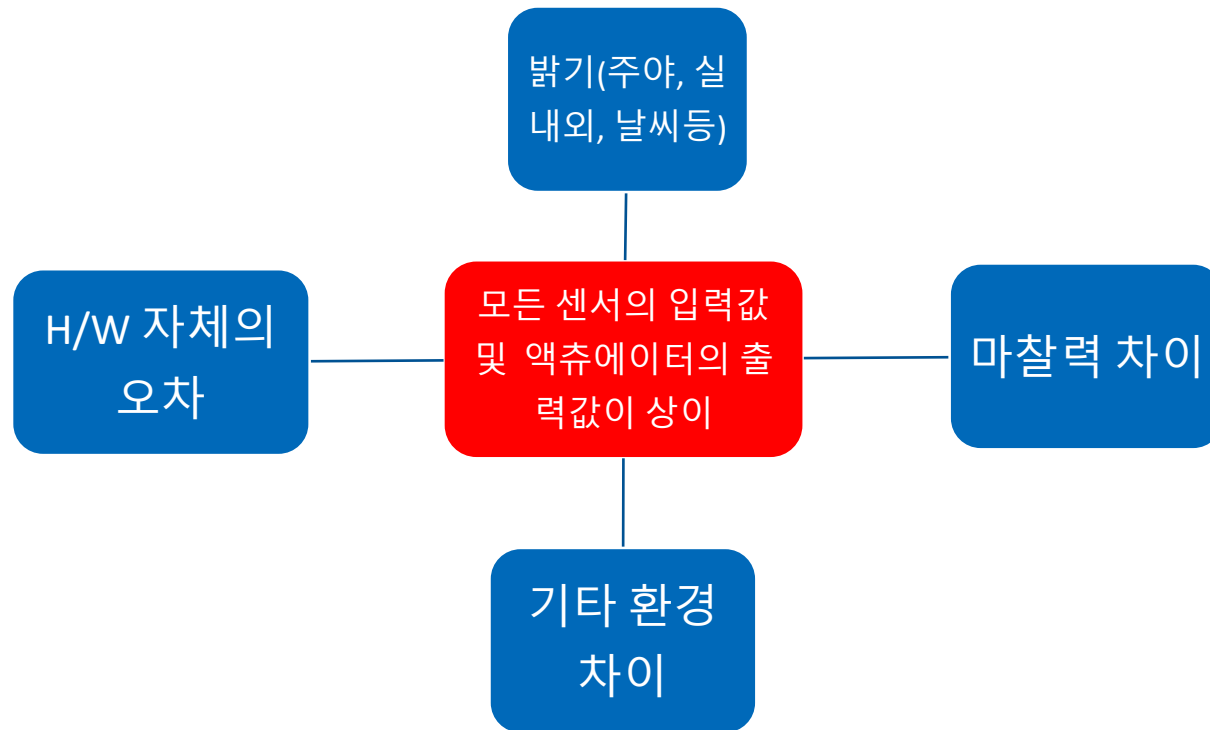 밝기(주야, 실
내외, 날씨등)
H/W 자체의
오차
모든 센서의 입력값
및 액츄에이터의 출
력값이 상이
마찰력 차이
기타 환경
차이